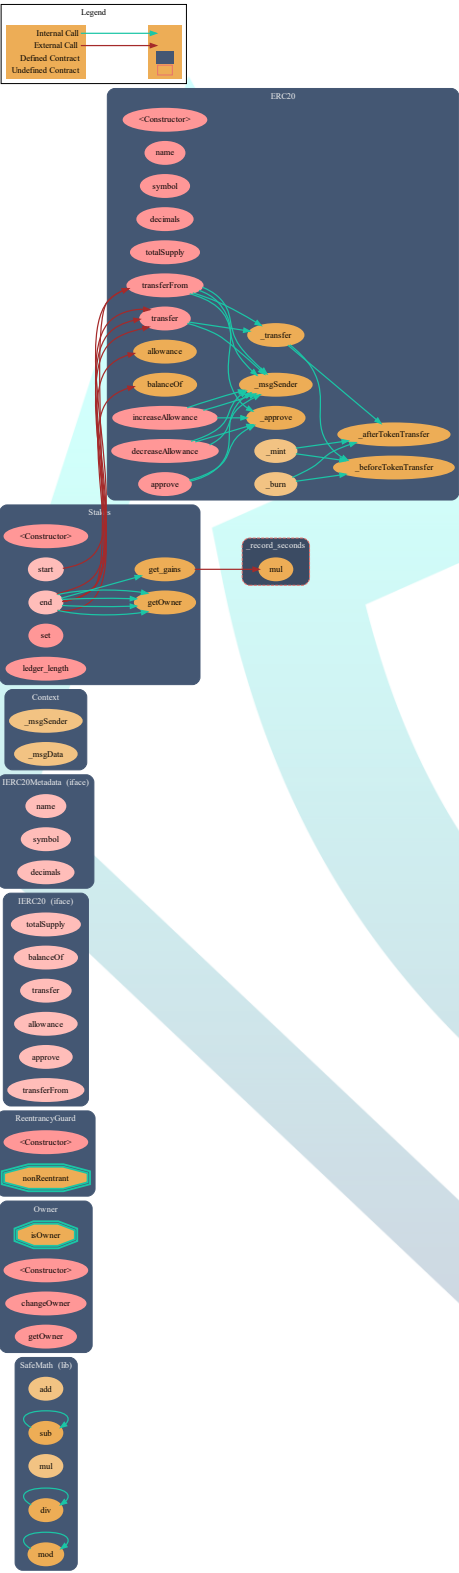 Legend
Internal Call
External Call
Defined Contract
Undefined Contract
ERC20
<Constructor>
name
symbol
decimals
totalSupply
transferFrom
transfer
_transfer
allowance
balanceOf
_msgSender
increaseAllowance
_approve
_afterTokenTransfer
decreaseAllowance
_mint
_beforeTokenTransfer
approve
_burn
<Constructor>
start
get_gains
_record_seconds
mul
end
getOwner
set
ledger_length
Context
_msgSender
_msgData
IERC20Metadata (iface)
name
symbol
decimals
IERC20 (iface)
totalSupply
balanceOf
transfer
allowance
approve
transferFrom
ReentrancyGuard
<Constructor>
nonReentrant
Owner
isOwner
<Constructor>
changeOwner
getOwner
SafeMath (lib)
add
sub
mul
div
mod